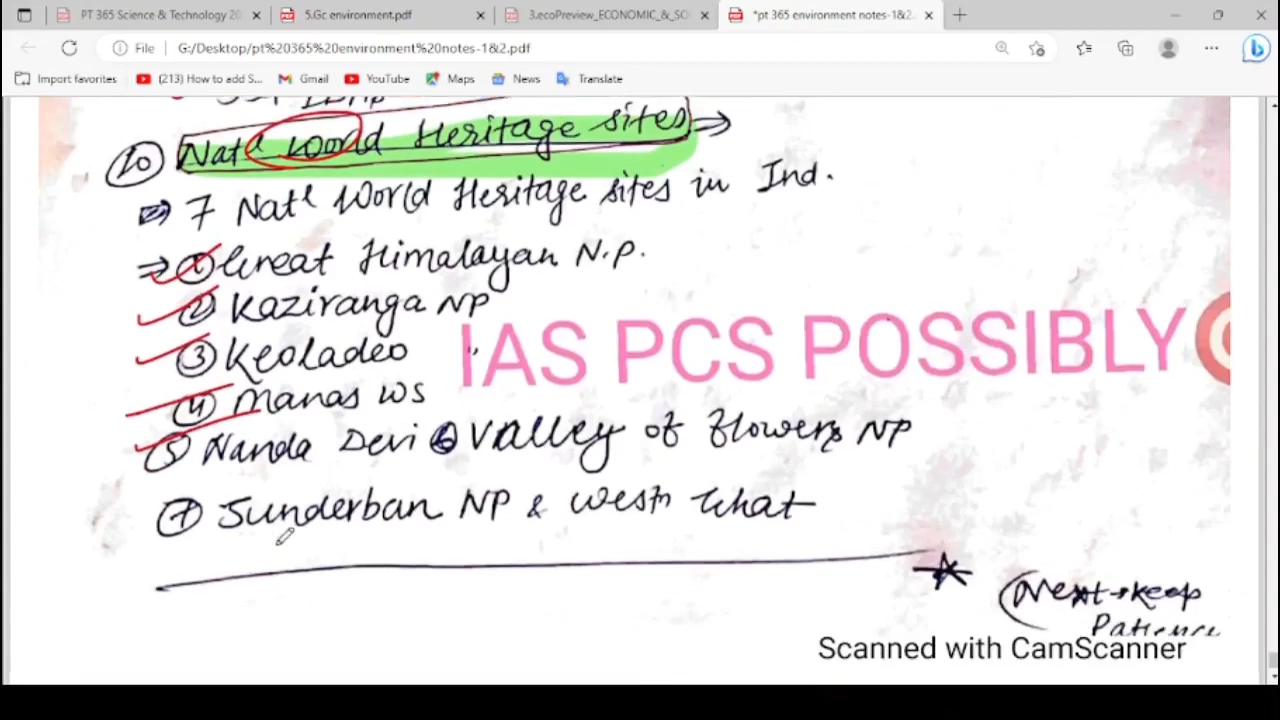 PT 365 Science & Technology 20
5.Gc environment.pdf
3.ecoPreview_ECONOMIC_&_SO
*pt 365 environment notes-1&2.
File
G:/Desktop/pt%20365%20environment%20notes-1&2.pdf
Import favorites
(213) How to add S...
Gmail
YouTube
Maps
News
Translate
10 Natl World Heritage sites →
⇒ 7 Natl World Heritage sites in Ind.
⇒ 1 Great Himalayan N.P.
2 Kaziranga NP
3 Keoladeo "
4 Manas WS
5 Nanda Devi & Valley of flowers NP
7 Sunderban NP & West Ghat
IAS PCS POSSIBLY
Next → keep
Patience
Scanned with CamScanner